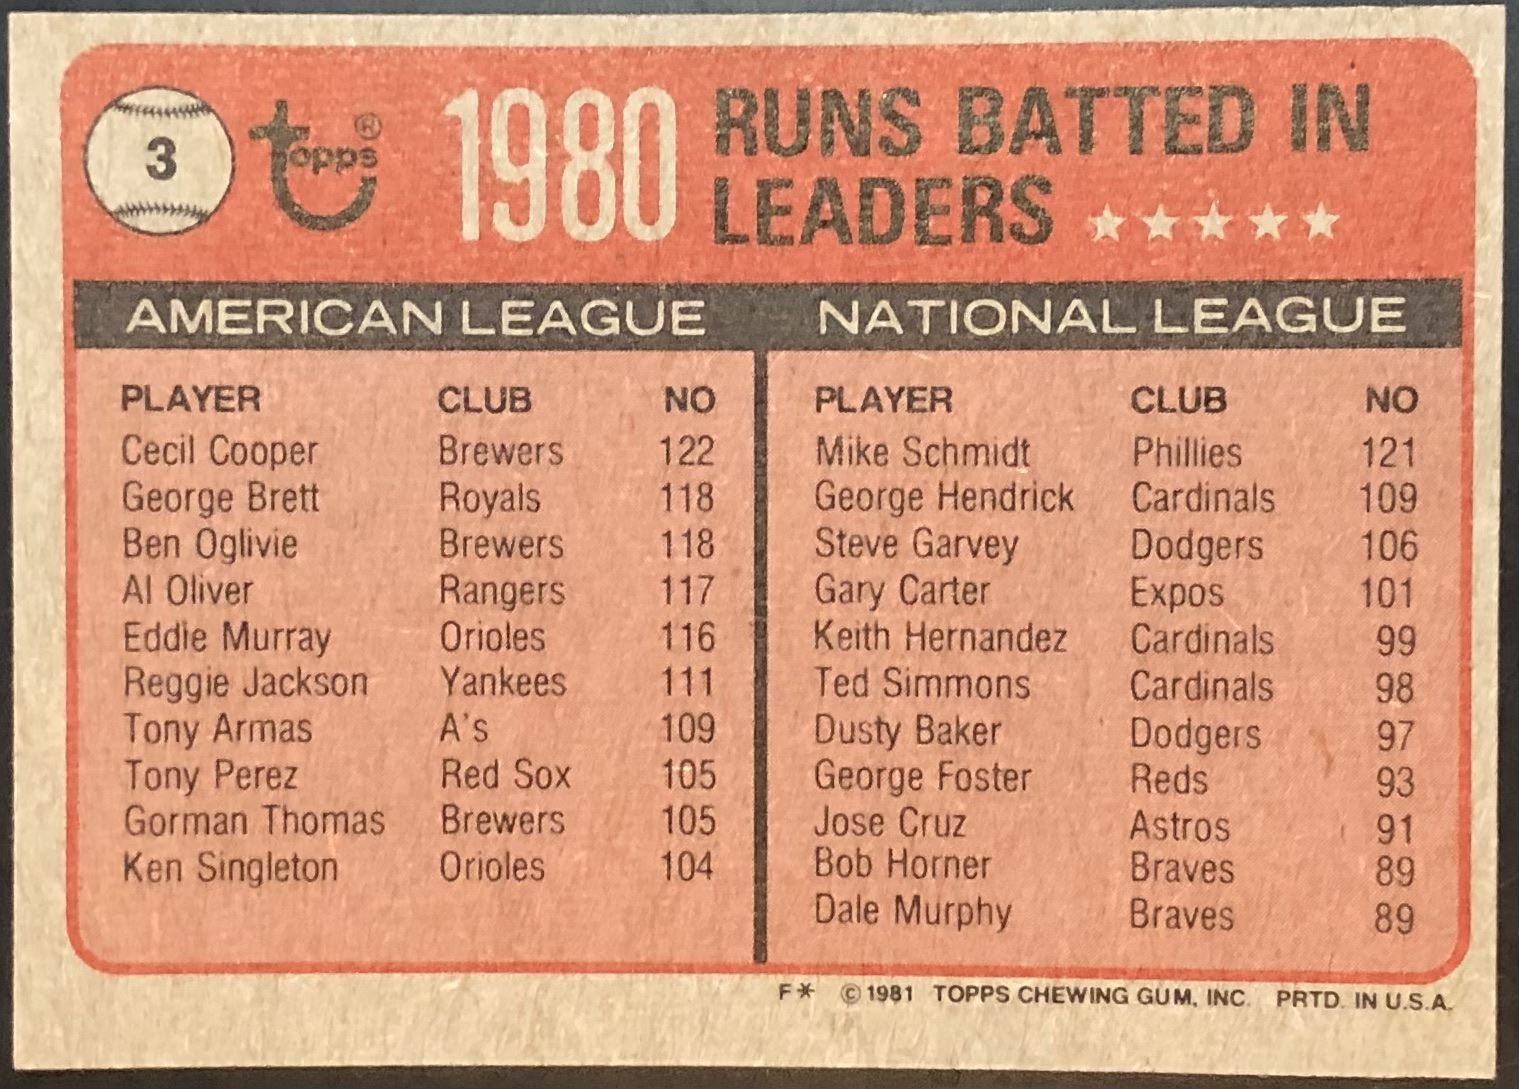 3 topps ® 1980 RUNS BATTED IN
LEADERS
AMERICAN LEAGUE
PLAYER CLUB NO
Cecil Cooper Brewers 122
George Brett Royals 118
Ben Oglivie Brewers 118
Al Oliver Rangers 117
Eddie Murray Orioles 116
Reggie Jackson Yankees 111
Tony Armas A's 109
Tony Perez Red Sox 105
Gorman Thomas Brewers 105
Ken Singleton Orioles 104
NATIONAL LEAGUE
PLAYER CLUB NO
Mike Schmidt Phillies 121
George Hendrick Cardinals 109
Steve Garvey Dodgers 106
Gary Carter Expos 101
Keith Hernandez Cardinals 99
Ted Simmons Cardinals 98
Dusty Baker Dodgers 97
George Foster Reds 93
Jose Cruz Astros 91
Bob Horner Braves 89
Dale Murphy Braves 89
F* © 1981 TOPPS CHEWING GUM, INC. PRTD. IN U.S.A.